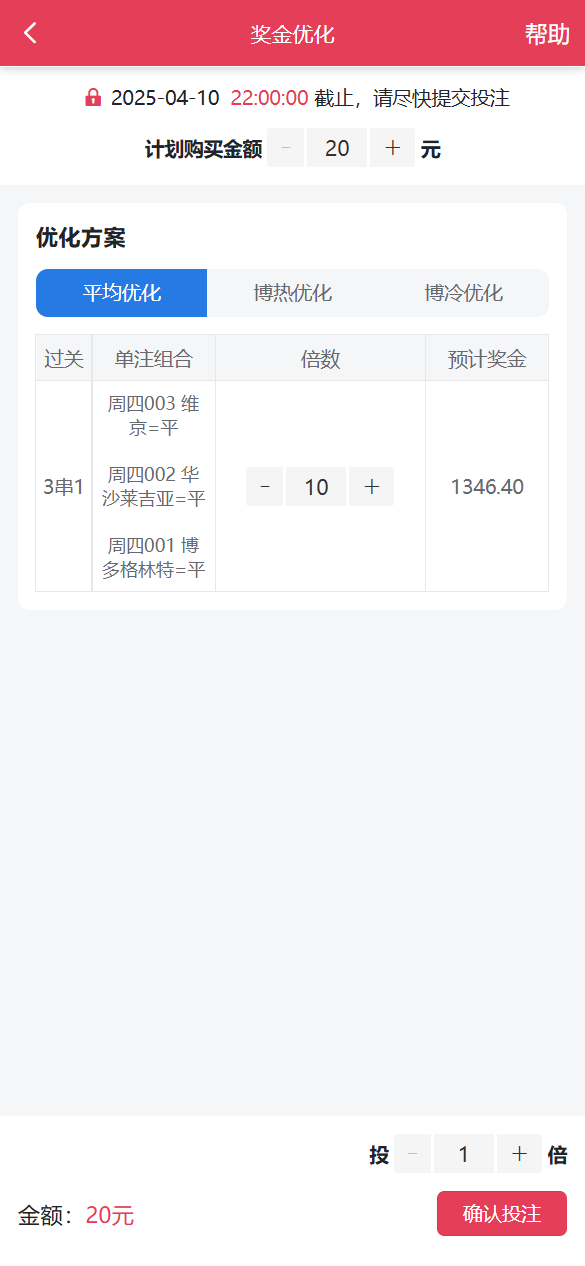 奖金优化
帮助
2025-04-10 22:00:00 截止，请尽快提交投注
计划购买金额 - 20 + 元
优化方案
平均优化 博热优化 博冷优化
过关 单注组合 倍数 预计奖金
周四003 维
京=平
周四002 华
沙莱吉亚=平
3串1 - 10 + 1346.40
周四001 博
多格林特=平
投 - 1 + 倍
金额：20元
确认投注